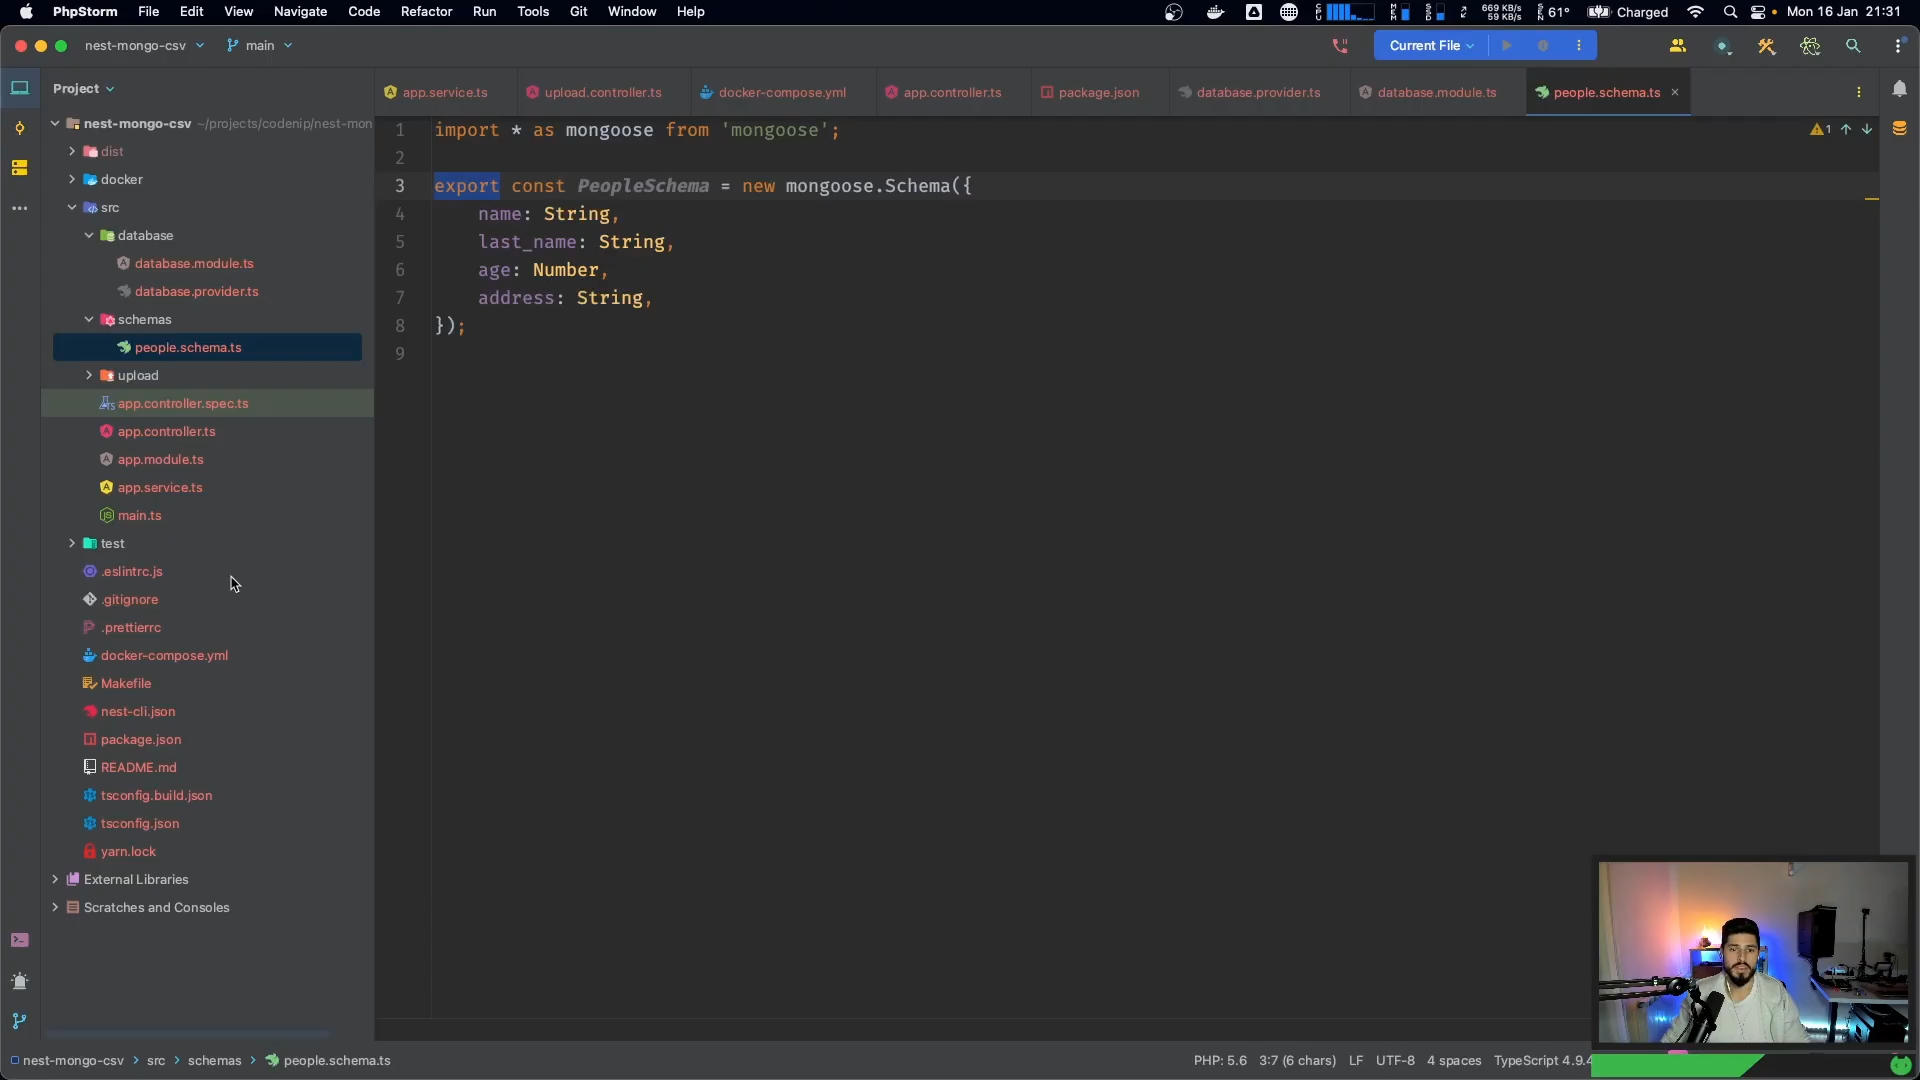 PhpStorm File Edit View Navigate Code Refactor Run Tools Git Window Help
669 KB/s
59 KB/s
61° Charged Mon 16 Jan 21:31
nest-mongo-csv main Current File
Project
app.service.ts upload.controller.ts docker-compose.yml app.controller.ts package.json database.provider.ts database.module.ts people.schema.ts
nest-mongo-csv ~/projects/codenip/nest-mon
dist
docker
src
database
database.module.ts
database.provider.ts
schemas
people.schema.ts
upload
app.controller.spec.ts
app.controller.ts
app.module.ts
app.service.ts
main.ts
test
.eslintrc.js
.gitignore
.prettierrc
docker-compose.yml
Makefile
nest-cli.json
package.json
README.md
tsconfig.build.json
tsconfig.json
yarn.lock
External Libraries
Scratches and Consoles
1 import * as mongoose from 'mongoose';
2
3 export const PeopleSchema = new mongoose.Schema({
4 name: String,
5 last_name: String,
6 age: Number,
7 address: String,
8 });
9
1
nest-mongo-csv > src > schemas > people.schema.ts
PHP: 5.6 3:7 (6 chars) LF UTF-8 4 spaces TypeScript 4.9.4